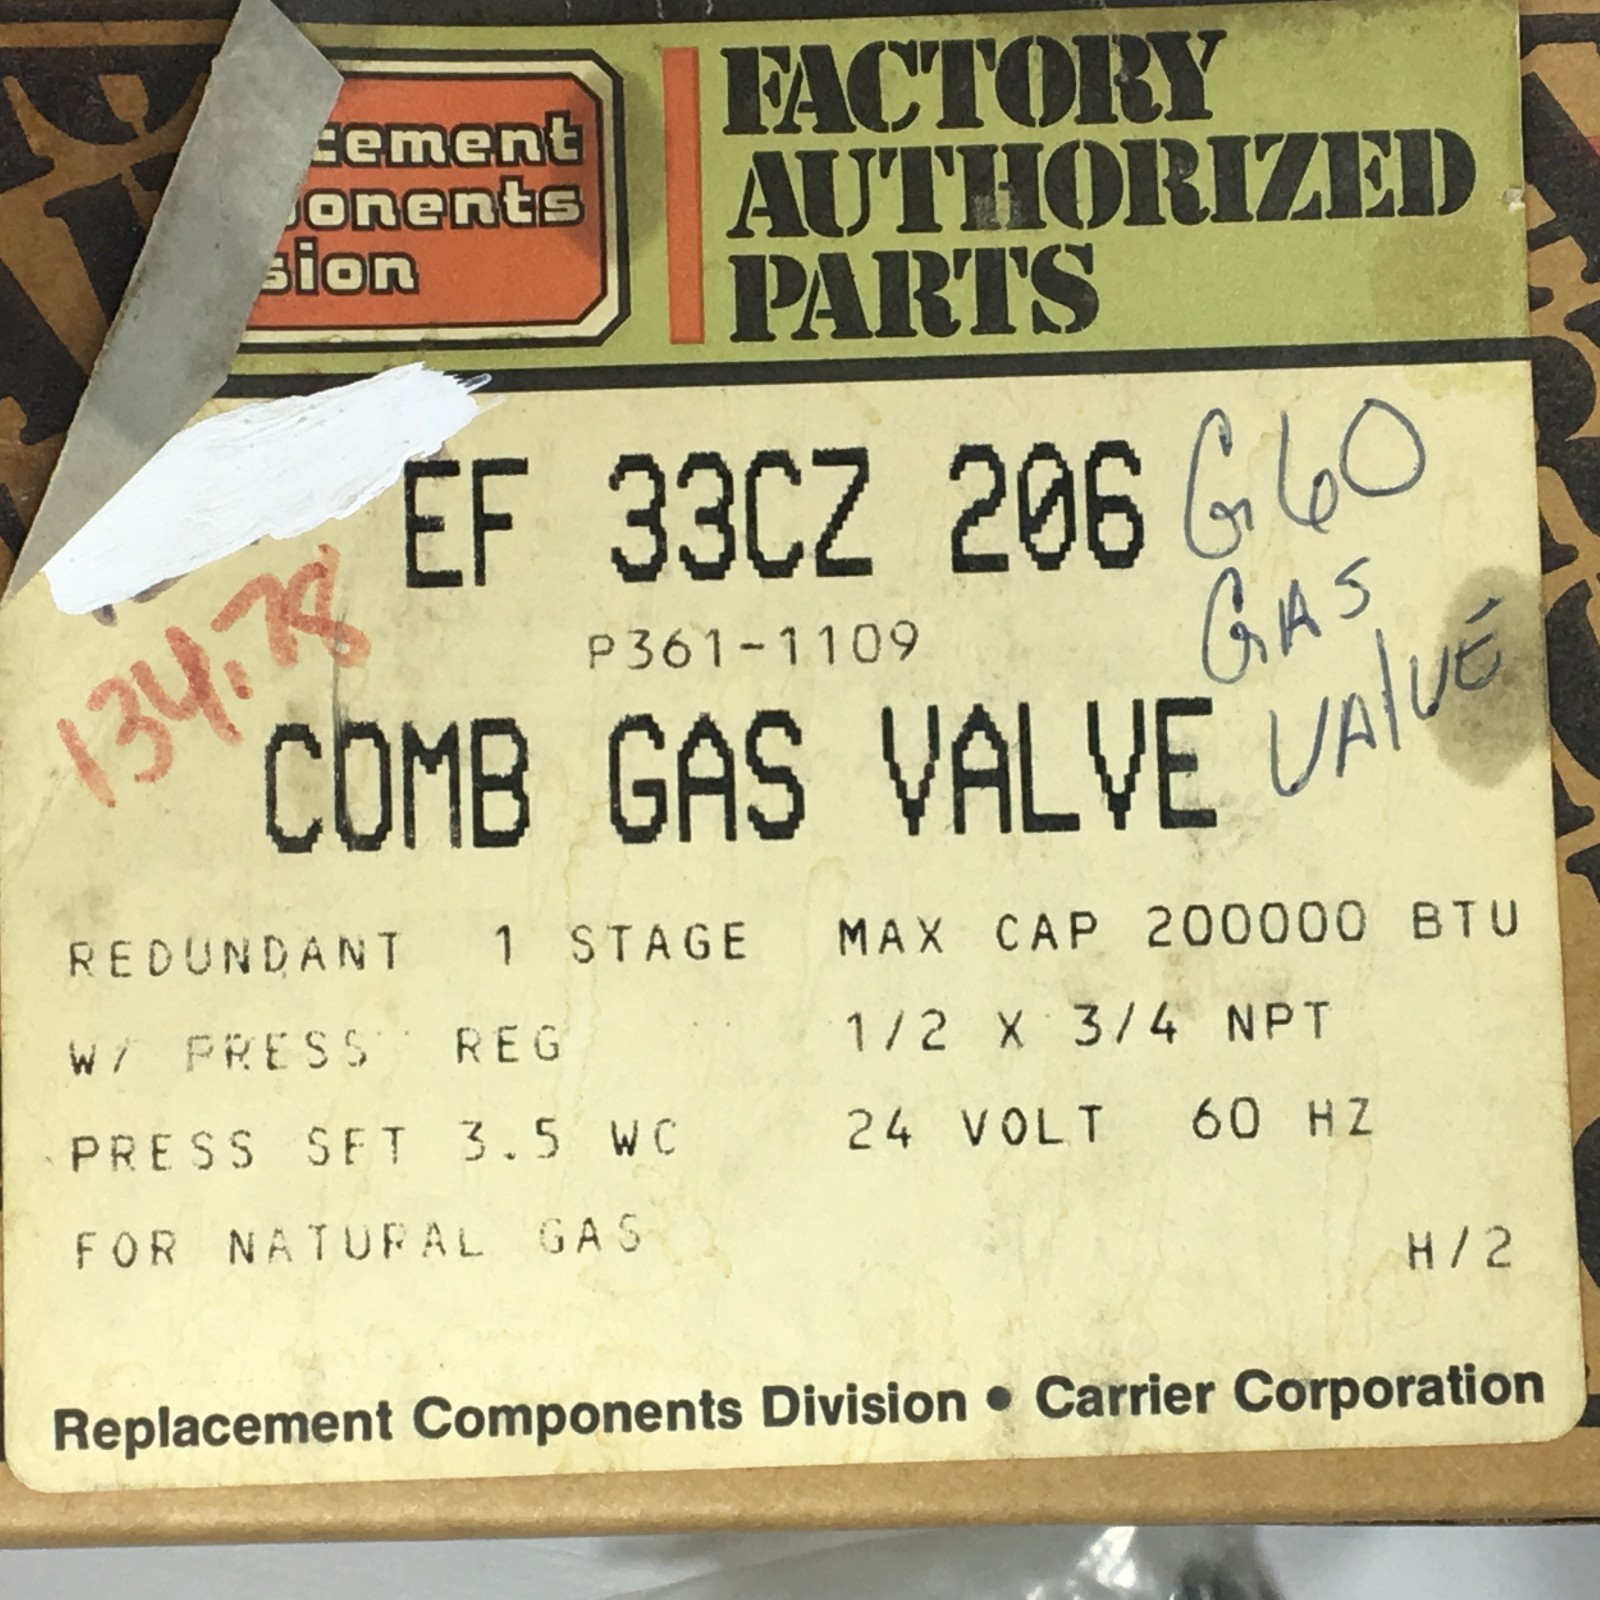 cement
onents
sion
FACTORY
AUTHORIZED
PARTS
EF 33CZ 206
G60
GAS
VALVE
134.78
P361-1109
COMB GAS VALVE
REDUNDANT 1 STAGE MAX CAP 200000 BTU
W/ PRESS REG 1/2 X 3/4 NPT
PRESS SET 3.5 WC 24 VOLT 60 HZ
FOR NATURAL GAS
H/2
Replacement Components Division • Carrier Corporation